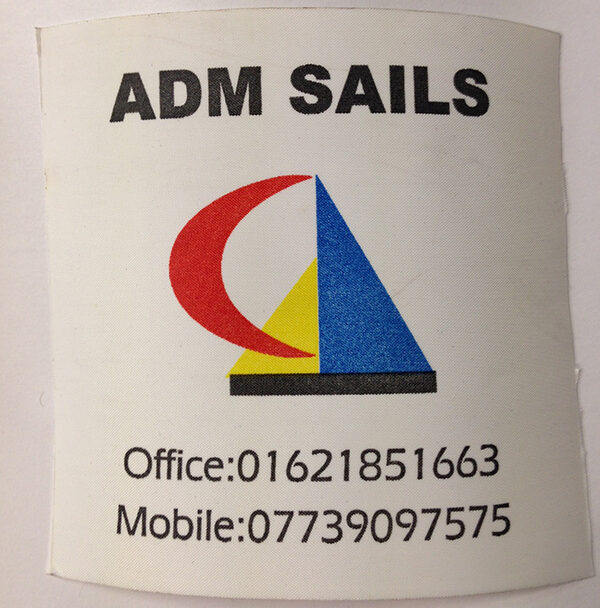 ADM SAILS
Office:01621851663
Mobile:07739097575